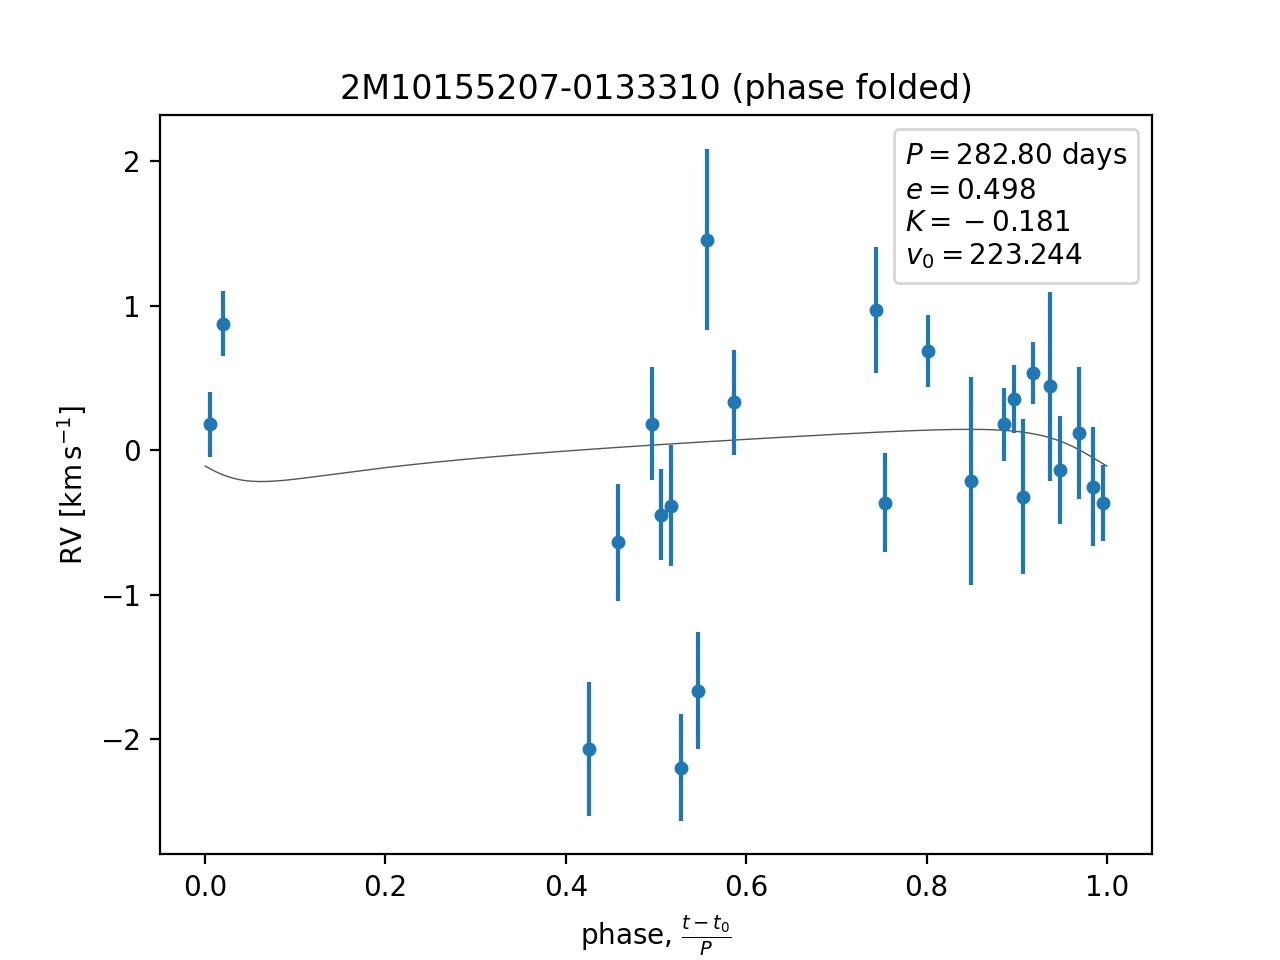 2M10155207-0133310 (phase folded)
P = 282.80 days
e = 0.498
K = −0.181
v₀ = 223.244
2
1
0
−1
−2
RV [km s⁻¹]
0.0 0.2 0.4 0.6 0.8 1.0
phase, (t − t₀)/P